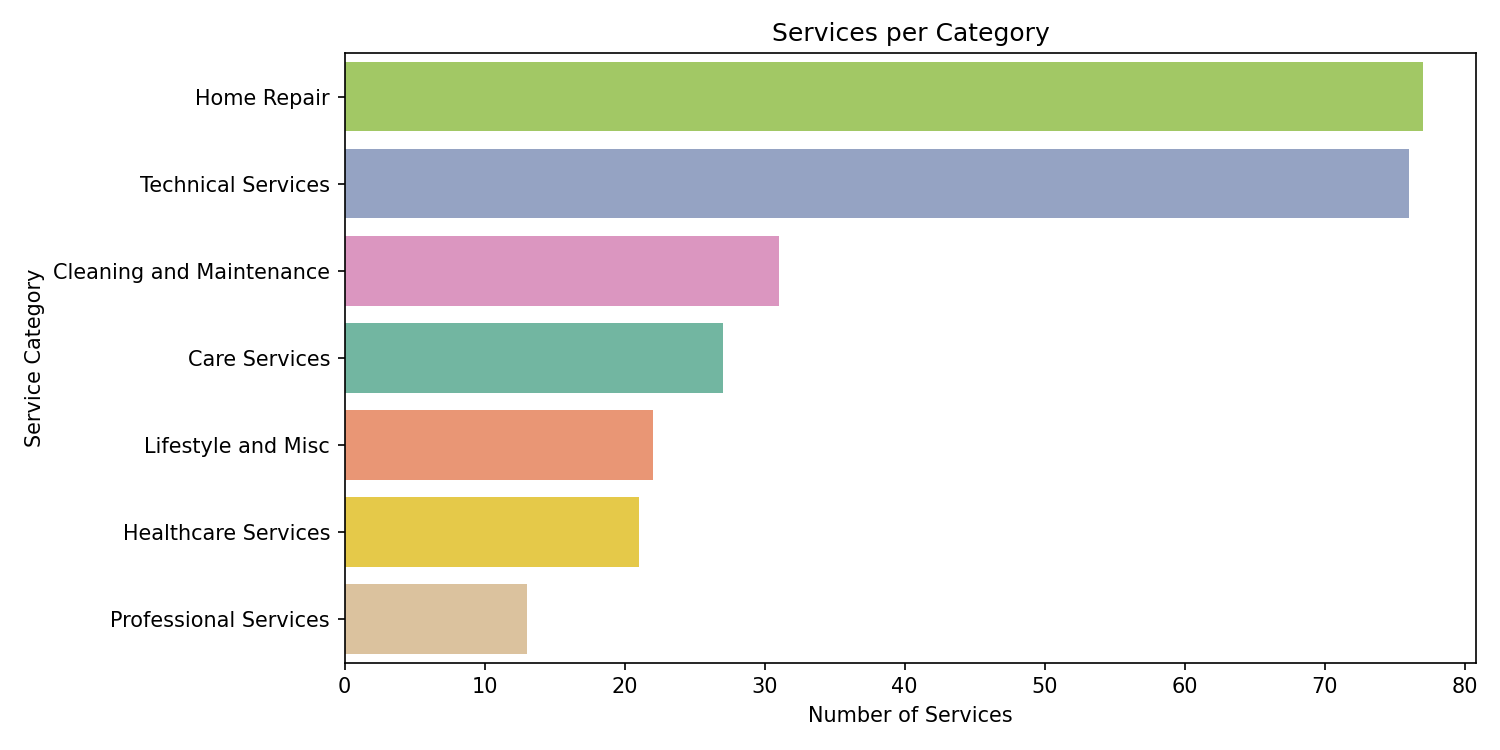 Services per Category
Service Category
Home Repair
Technical Services
Cleaning and Maintenance
Care Services
Lifestyle and Misc
Healthcare Services
Professional Services
0 10 20 30 40 50 60 70 80
Number of Services